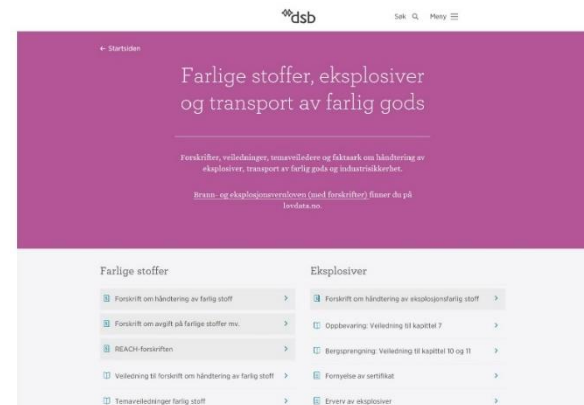 dsb
Søk
Meny
← Startsiden
Farlige stoffer, eksplosiver
og transport av farlig gods
Forskrifter, veiledninger, temaveiledere og faktaark om håndtering av
eksplosiver, transport av farlig gods og industrisikkerhet.
Brann- og eksplosjonsvernloven (med forskrifter) finner du på
lovdata.no.
Farlige stoffer
Forskrift om håndtering av farlig stoff
Forskrift om avgift på farlige stoffer mv.
REACH-forskriften
Veiledning til forskrift om håndtering av farlig stoff
Temaveiledninger farlig stoff
Eksplosiver
Forskrift om håndtering av eksplosjonsfarlig stoff
Oppbevaring: Veiledning til kapittel 7
Bergsprengning: Veiledning til kapittel 10 og 11
Fornyelse av sertifikat
Erverv av eksplosiver